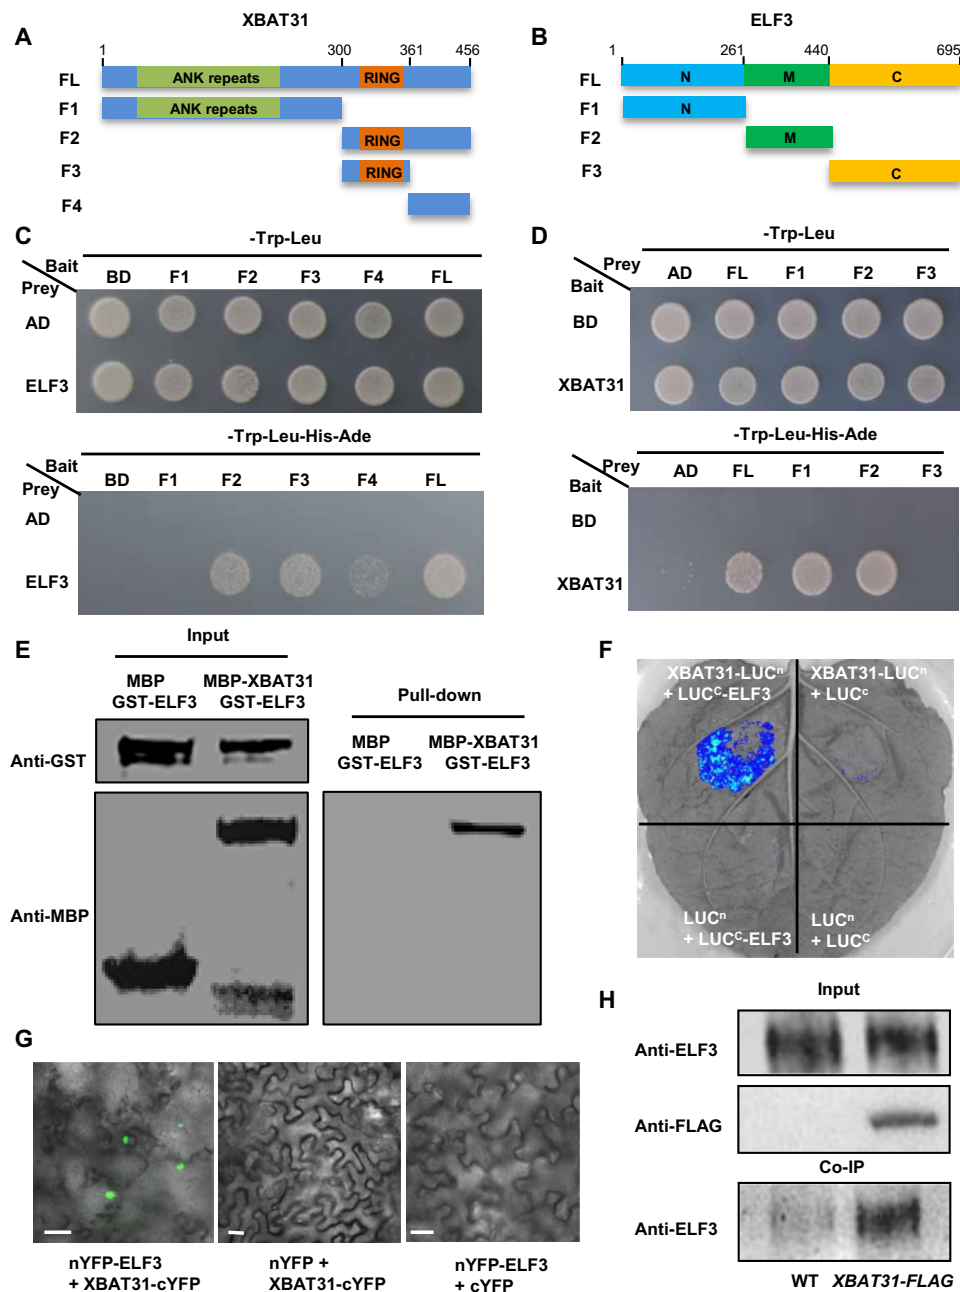 XBAT31
ELF3
A
B
1 300 361 456
1 261 440 695
FL ANK repeats RING
FL N M C
F1 ANK repeats
F1 N
F2 RING
F2 M
F3 RING
F3 C
F4
C
-Trp-Leu
Bait
Prey
BD F1 F2 F3 F4 FL
AD
ELF3
-Trp-Leu-His-Ade
Bait
Prey
BD F1 F2 F3 F4 FL
AD
ELF3
D
-Trp-Leu
Prey
Bait
AD FL F1 F2 F3
BD
XBAT31
-Trp-Leu-His-Ade
Prey
Bait
AD FL F1 F2 F3
BD
XBAT31
E
Input
MBP MBP-XBAT31
GST-ELF3 GST-ELF3
Pull-down
MBP MBP-XBAT31
GST-ELF3 GST-ELF3
Anti-GST
Anti-MBP
F
XBAT31-LUCⁿ
+ LUCᶜ-ELF3
XBAT31-LUCⁿ
+ LUCᶜ
LUCⁿ
+ LUCᶜ-ELF3
LUCⁿ
+ LUCᶜ
G
nYFP-ELF3
+ XBAT31-cYFP
nYFP +
XBAT31-cYFP
nYFP-ELF3
+ cYFP
H
Input
Anti-ELF3
Anti-FLAG
Co-IP
Anti-ELF3
WT XBAT31-FLAG